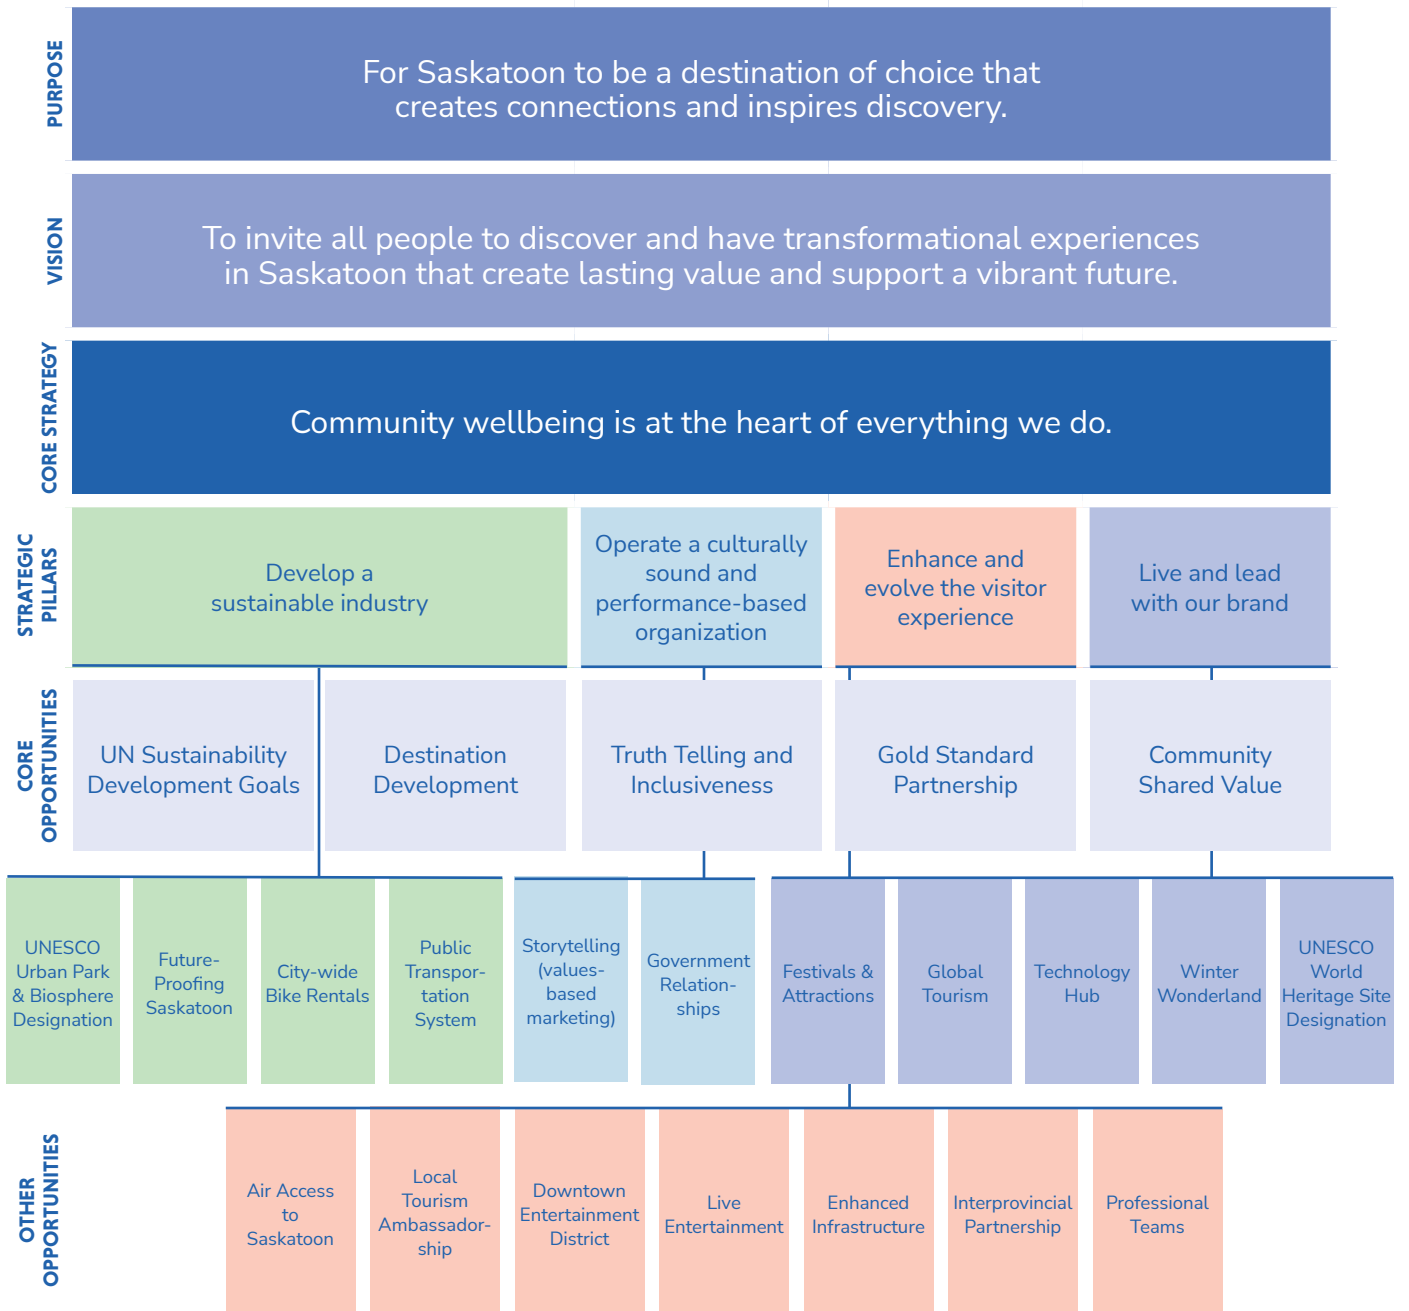 PURPOSE
For Saskatoon to be a destination of choice that
creates connections and inspires discovery.
VISION
To invite all people to discover and have transformational experiences
in Saskatoon that create lasting value and support a vibrant future.
CORE STRATEGY
Community wellbeing is at the heart of everything we do.
STRATEGIC
PILLARS
Develop a
sustainable industry
Operate a culturally
sound and
performance-based
organization
Enhance and
evolve the visitor
experience
Live and lead
with our brand
CORE
OPPORTUNITIES
UN Sustainability
Development Goals
Destination
Development
Truth Telling and
Inclusiveness
Gold Standard
Partnership
Community
Shared Value
UNESCO
Urban Park
& Biosphere
Designation
Future-
Proofing
Saskatoon
City-wide
Bike Rentals
Public
Transpor-
tation
System
Storytelling
(values-
based
marketing)
Government
Relation-
ships
Festivals &
Attractions
Global
Tourism
Technology
Hub
Winter
Wonderland
UNESCO
World
Heritage Site
Designation
OTHER
OPPORTUNITIES
Air Access
to
Saskatoon
Local
Tourism
Ambassador-
ship
Downtown
Entertainment
District
Live
Entertainment
Enhanced
Infrastructure
Interprovincial
Partnership
Professional
Teams